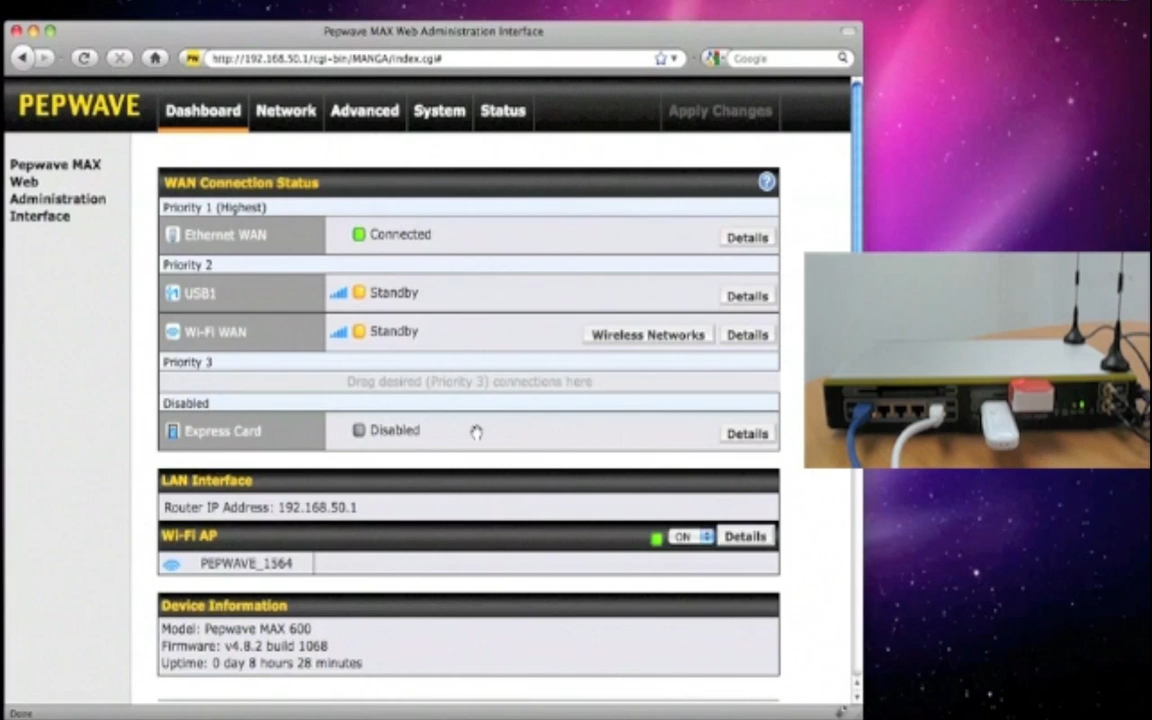 Pepwave MAX Web Administration Interface
http://192.168.50.1/cgi-bin/MANGA/index.cgi#
Google
PEPWAVE
Dashboard
Network
Advanced
System
Status
Apply Changes
Pepwave MAX
Web
Administration
Interface
WAN Connection Status
Priority 1 (Highest)
Ethernet WAN
Connected
Details
Priority 2
USB1
Standby
Details
Wi-Fi WAN
Standby
Wireless Networks
Details
Priority 3
Drag desired (Priority 3) connections here
Disabled
Express Card
Disabled
Details
LAN Interface
Router IP Address: 192.168.50.1
Wi-Fi AP
ON
Details
PEPWAVE_1564
Device Information
Model: Pepwave MAX 600
Firmware: v4.8.2 build 1068
Uptime: 0 day 8 hours 28 minutes
Done